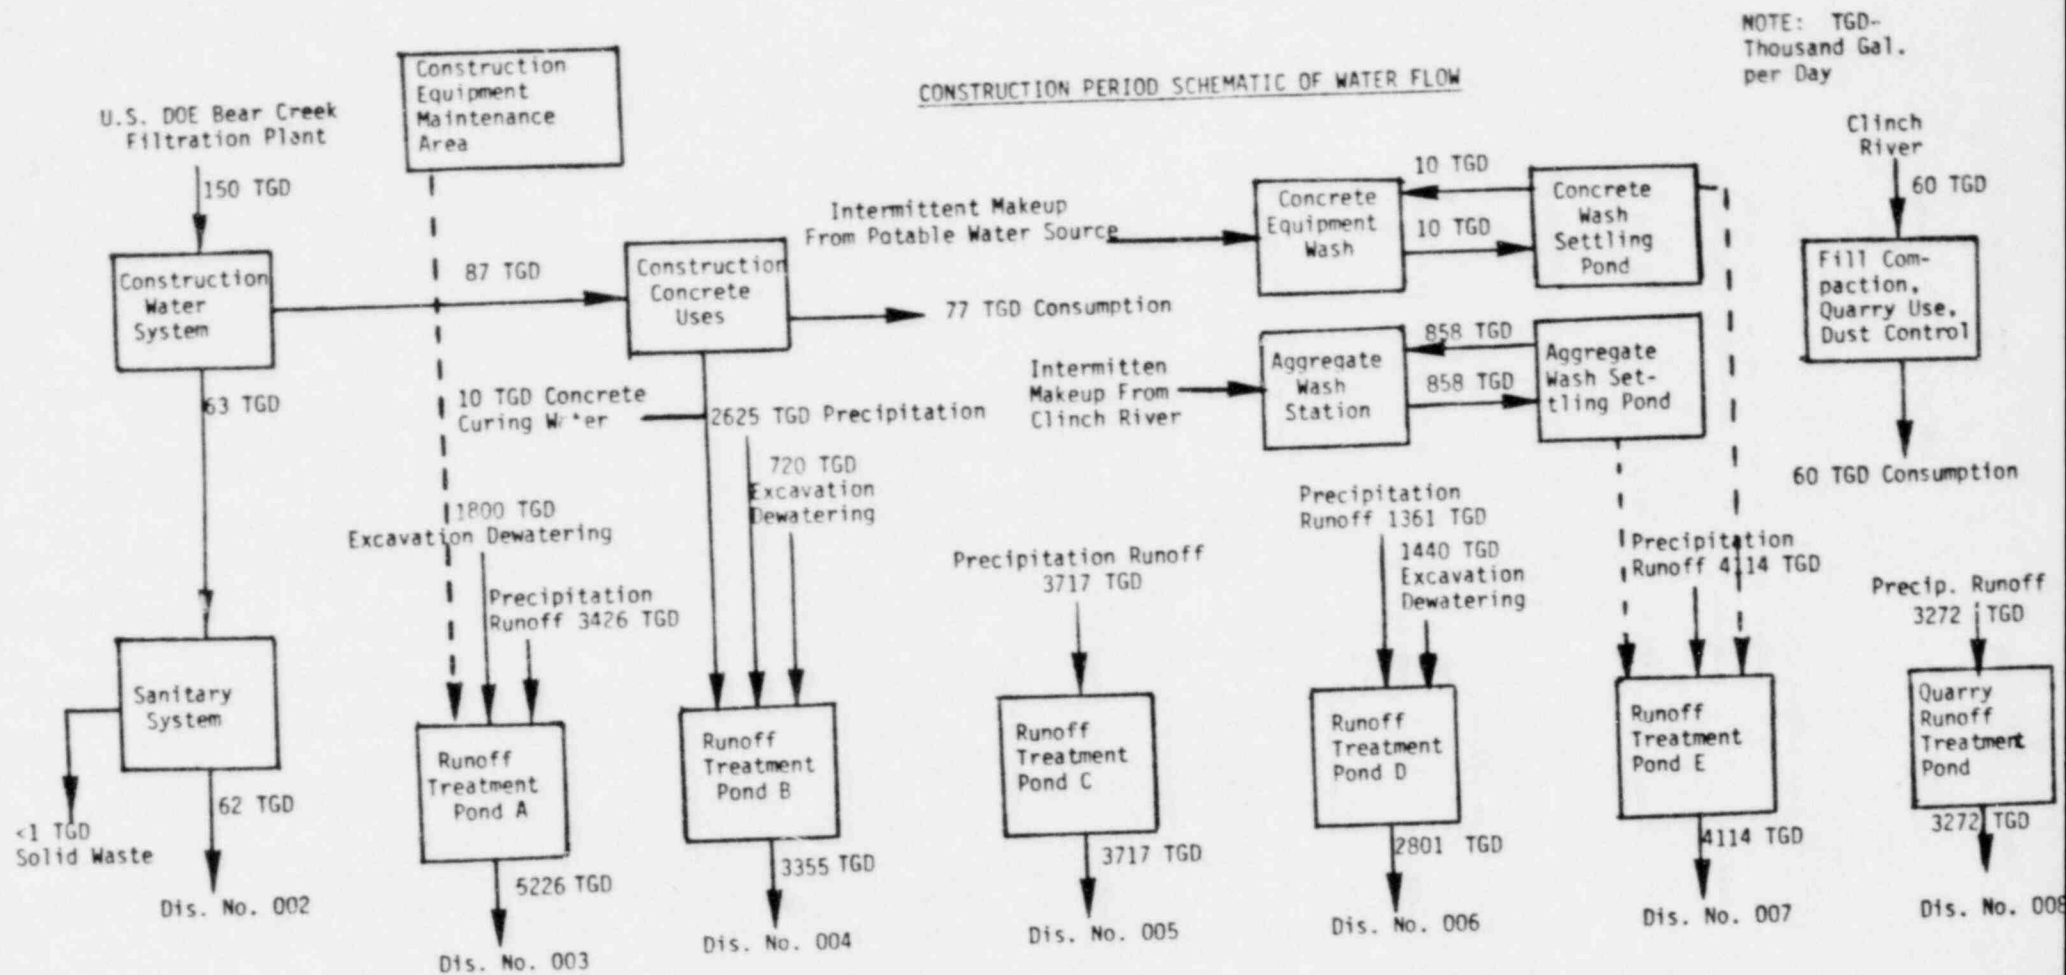 NOTE: TGD-
Thousand Gal.
per Day
CONSTRUCTION PERIOD SCHEMATIC OF WATER FLOW
U.S. DOE Bear Creek
Filtration Plant
150 TGD
Construction
Water
System
63 TGD
Sanitary
System
<1 TGD
Solid Waste
62 TGD
Dis. No. 002
Construction
Equipment
Maintenance
Area
87 TGD
Construction
Concrete
Uses
77 TGD Consumption
10 TGD Concrete
Curing Water
1800 TGD
Excavation Dewatering
Precipitation
Runoff 3426 TGD
Runoff
Treatment
Pond A
5226 TGD
Dis. No. 003
2625 TGD Precipitation
720 TGD
Excavation
Dewatering
Runoff
Treatment
Pond B
3355 TGD
Dis. No. 004
Precipitation Runoff
3717 TGD
Runoff
Treatment
Pond C
3717 TGD
Dis. No. 005
Intermittent Makeup
From Potable Water Source
Concrete
Equipment
Wash
10 TGD
10 TGD
Concrete
Wash
Settling
Pond
Intermitten
Makeup From
Clinch River
Aggregate
Wash
Station
858 TGD
858 TGD
Aggregate
Wash Set-
tling Pond
Precipitation
Runoff 1361 TGD
1440 TGD
Excavation
Dewatering
Runoff
Treatment
Pond D
2801 TGD
Dis. No. 006
Precipitation
Runoff 4114 TGD
Runoff
Treatment
Pond E
4114 TGD
Dis. No. 007
Clinch
River
60 TGD
Fill Com-
paction,
Quarry Use,
Dust Control
60 TGD Consumption
Precip. Runoff
3272 TGD
Quarry
Runoff
Treatment
Pond
3272 TGD
Dis. No. 008